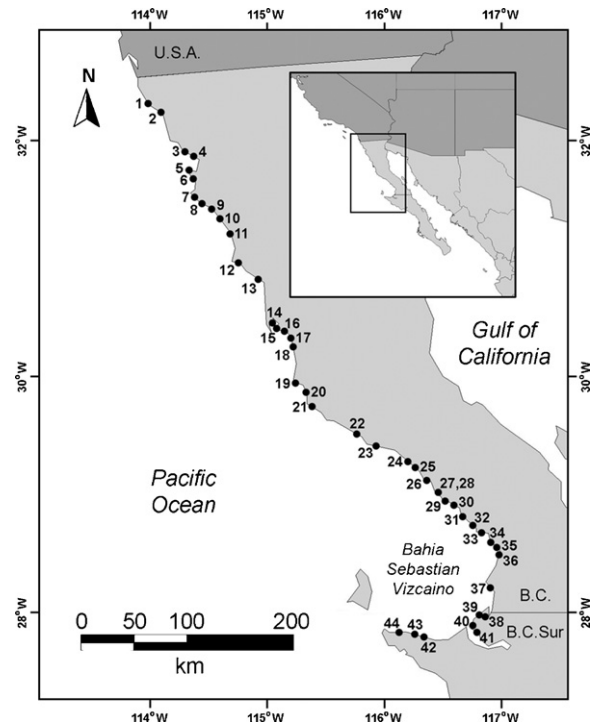 114°W 115°W 116°W 117°W
U.S.A.
N
1
2
32°W 32°W
3 4
5
6
7
8 9
10
11
12
13
14
15 16
17
18
Gulf of
California
30°W 30°W
19 20
21
22
23
24 25
26 27,28
29 30
31 32
33 34
35
36
Pacific
Ocean
Bahia
Sebastian
Vizcaino
37
B.C.
28°W 28°W
39
38
40
41
B.C.Sur
44 43
42
0 50 100 200
km
114°W 115°W 116°W 117°W